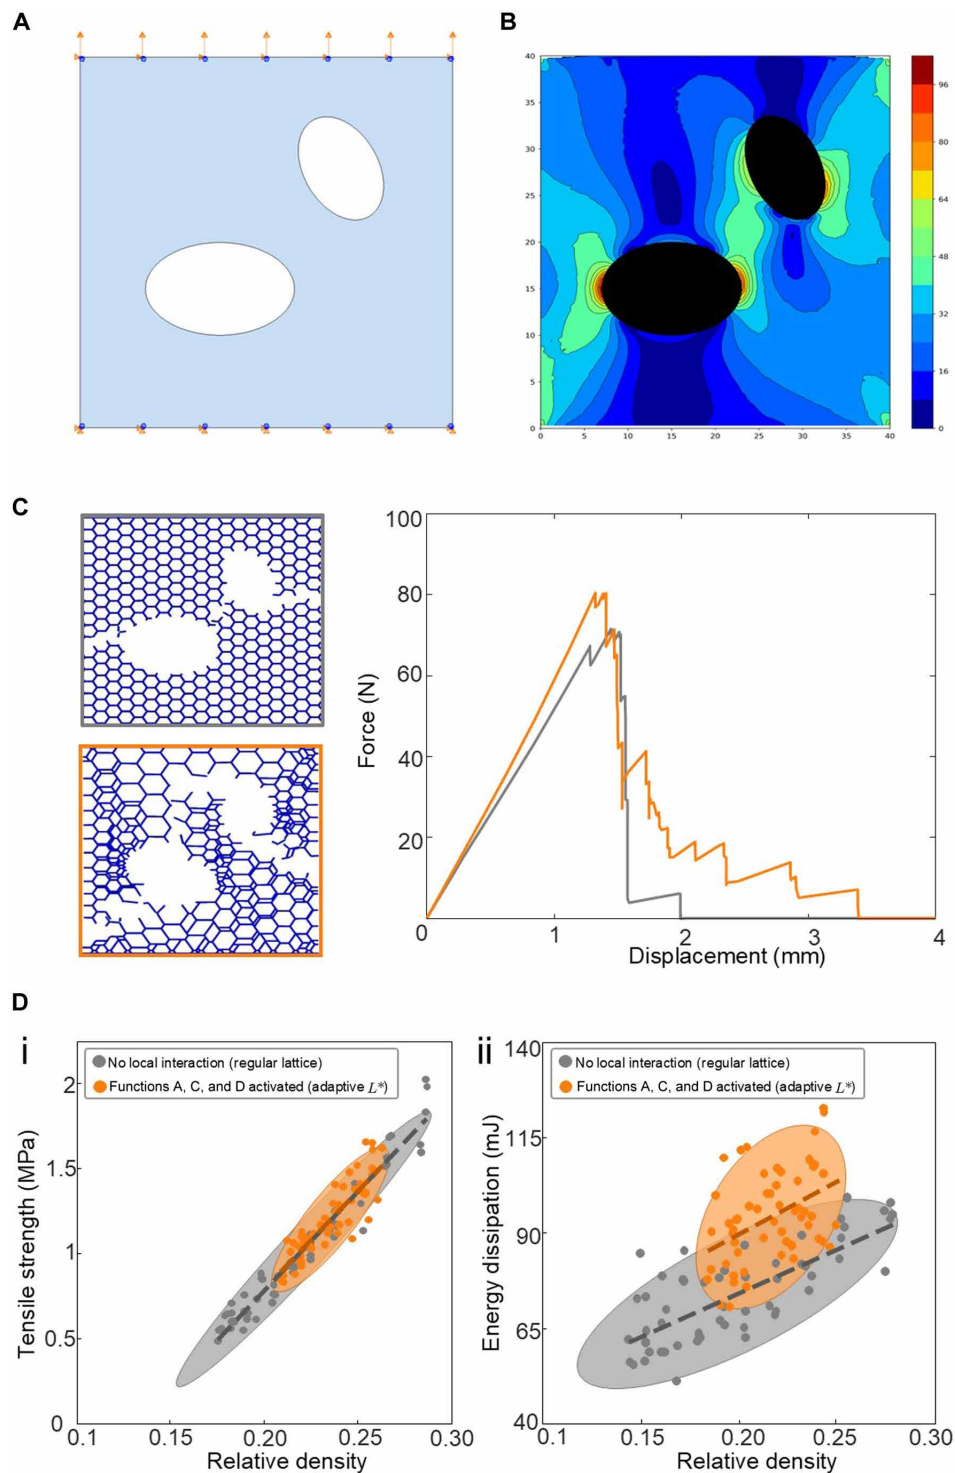 A
B
40
35
30
25
20
15
10
5
0
0 5 10 15 20 25 30 35 40
96
80
64
48
32
16
0
C
100
80
60
40
20
Force (N)
0 1 2 3 4
Displacement (mm)
D
i
No local interaction (regular lattice)
Functions A, C, and D activated (adaptive L*)
2
1.5
1
0.5
0
Tensile strength (MPa)
0.1 0.15 0.20 0.25 0.30
Relative density
ii
No local interaction (regular lattice)
Functions A, C, and D activated (adaptive L*)
140
115
90
65
40
Energy dissipation (mJ)
0.1 0.15 0.20 0.25 0.30
Relative density